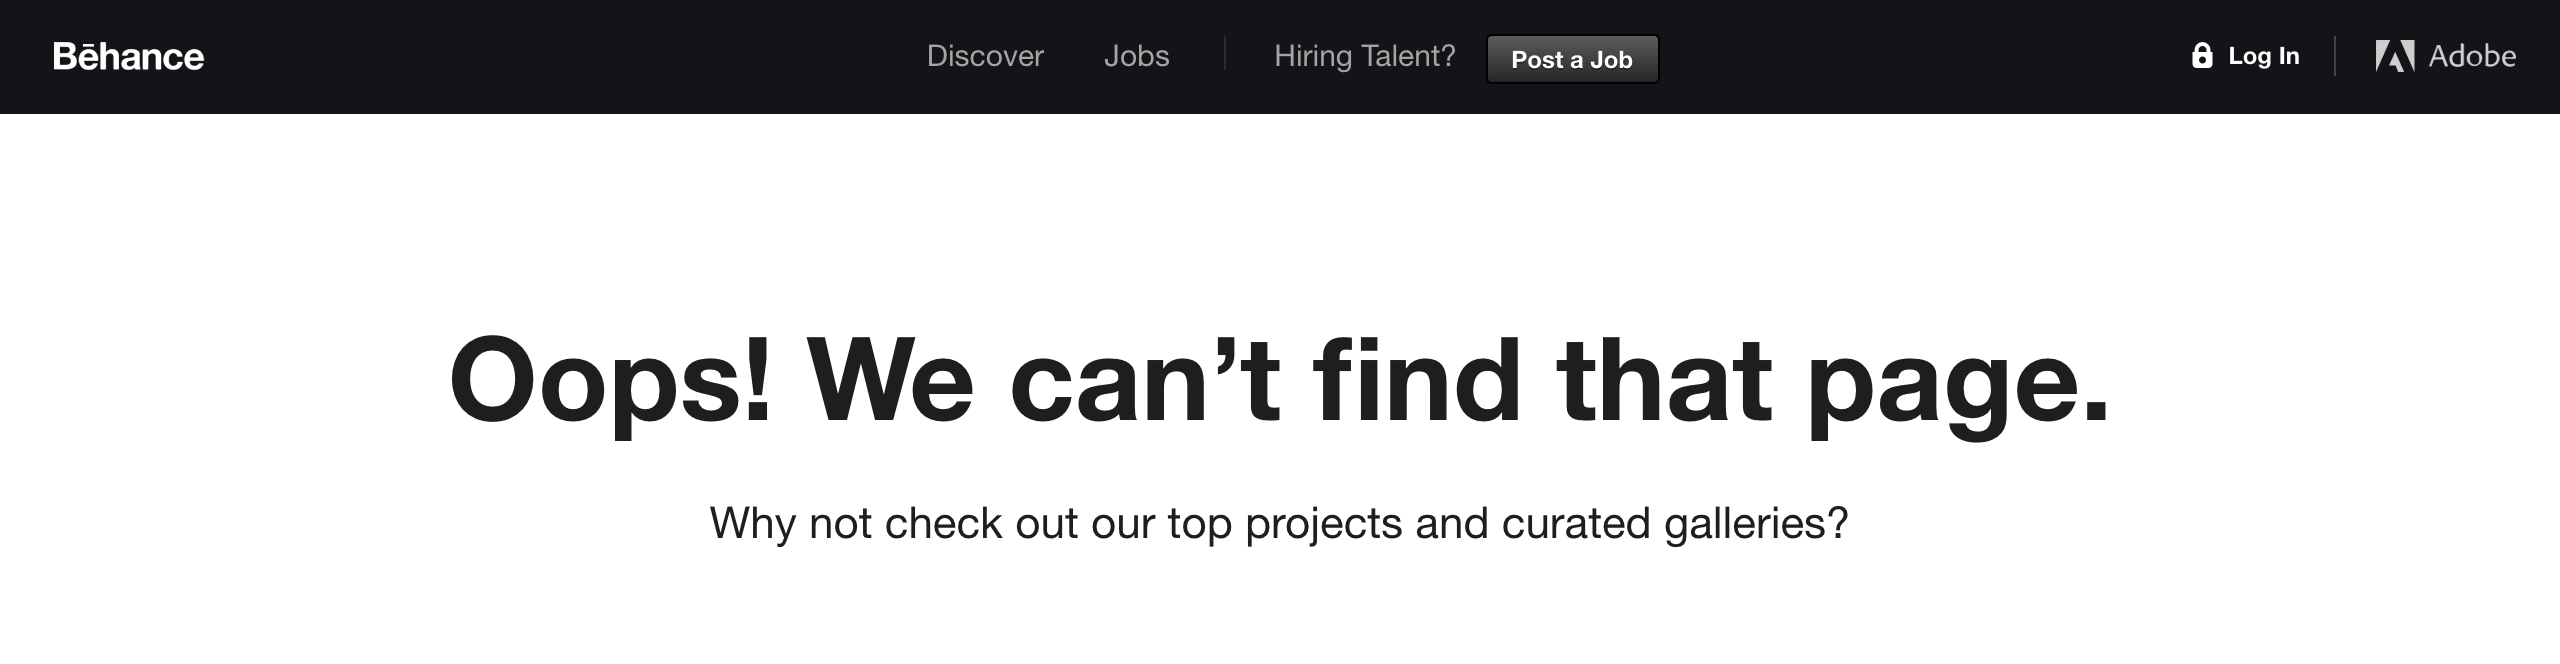 Bēhance
Discover Jobs Hiring Talent? Post a Job
Log In Adobe
Oops! We can’t find that page.
Why not check out our top projects and curated galleries?